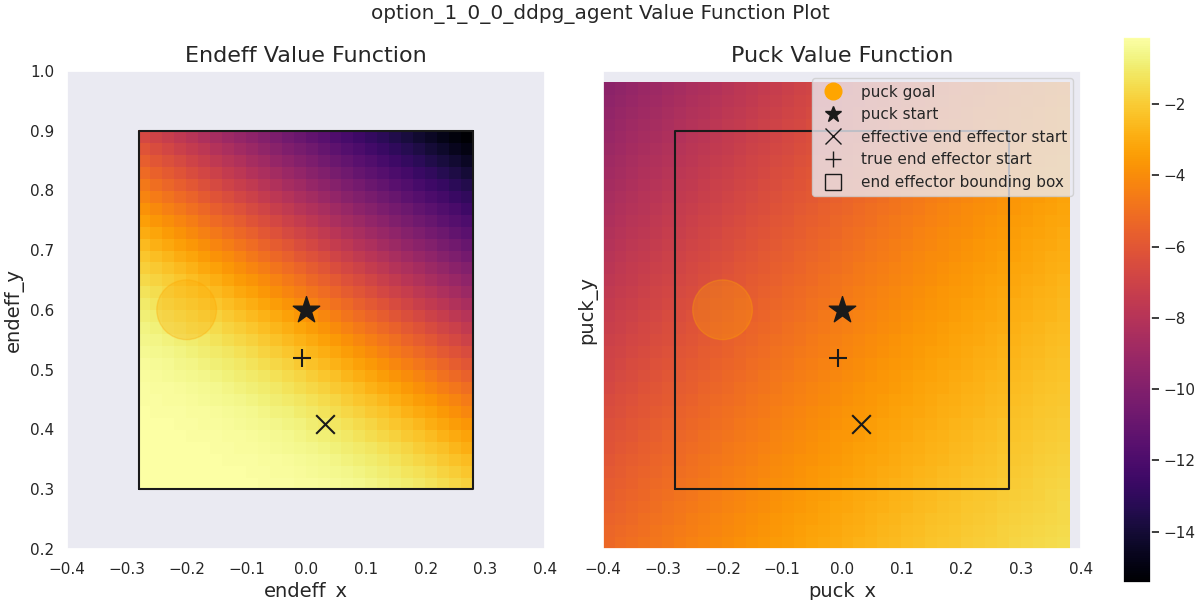 option_1_0_0_ddpg_agent Value Function Plot
Endeff Value Function
Puck Value Function
1.0
0.9
0.8
0.7
0.6
0.5
0.4
0.3
0.2
endeff_y
−0.4
−0.3
−0.2
−0.1
0.0
0.1
0.2
0.3
0.4
endeff_x
puck_y
puck goal
puck start
effective end effector start
true end effector start
end effector bounding box
−0.4
−0.3
−0.2
−0.1
0.0
0.1
0.2
0.3
0.4
puck_x
−2
−4
−6
−8
−10
−12
−14